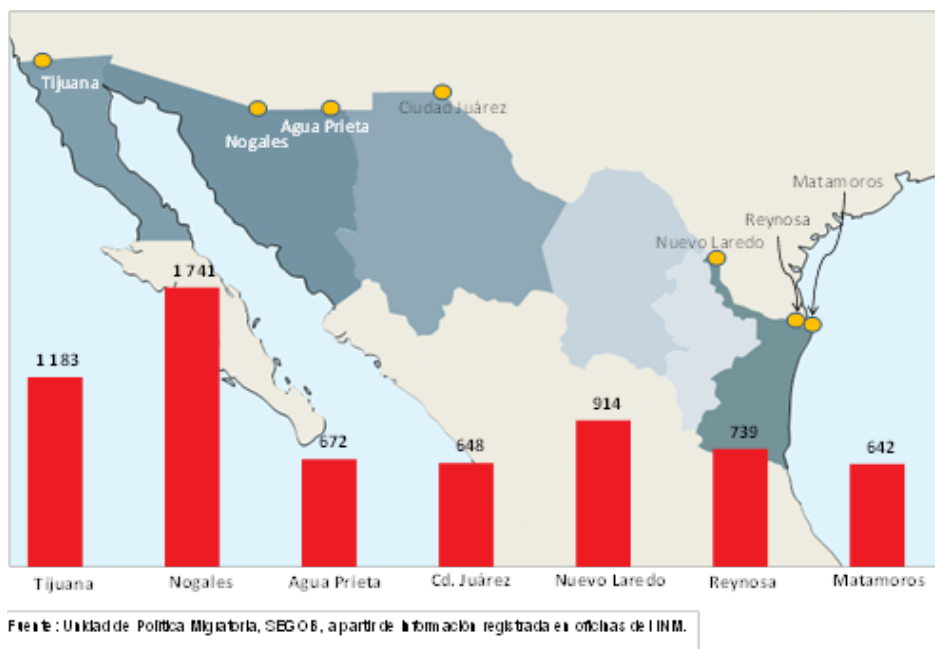 Tijuana
Nogales
Agua Prieta
Ciudad Juárez
Matamoros
Reynosa
Nuevo Laredo
1 741
1 183
914
739
672
648
642
Tijuana
Nogales
Agua Prieta
Cd. Juárez
Nuevo Laredo
Reynosa
Matamoros
Fuente: Unidad de Política Migratoria, SEGOB, a partir de información registrada en oficinas del INM.